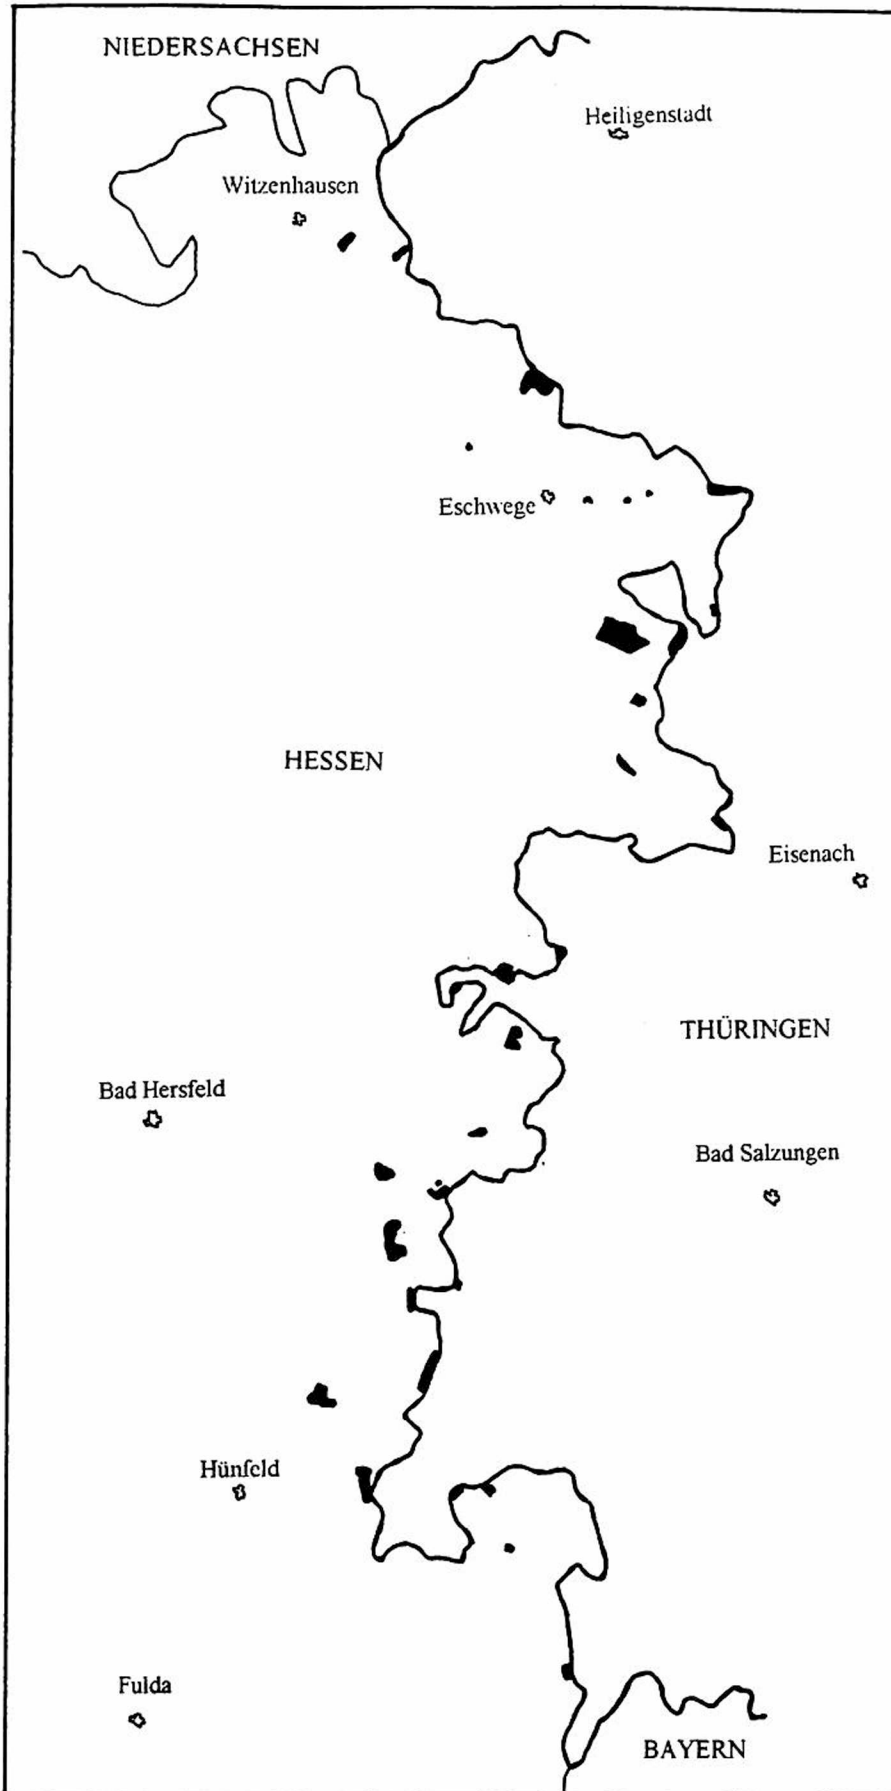 NIEDERSACHSEN
Heiligenstadt
Witzenhausen
Eschwege
HESSEN
Eisenach
THÜRINGEN
Bad Hersfeld
Bad Salzungen
Hünfeld
Fulda
BAYERN